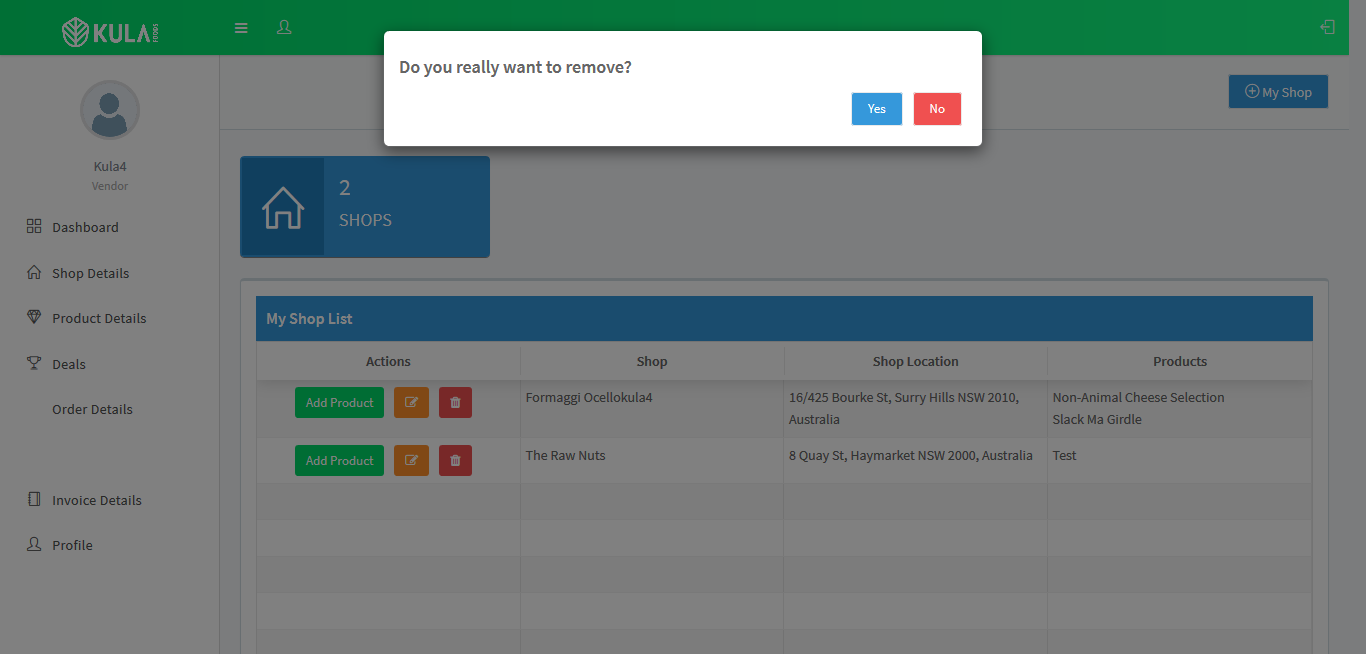 KULA FOODS
Do you really want to remove?
Yes No
My Shop
Kula4
Vendor
Dashboard
Shop Details
Product Details
Deals
Order Details
Invoice Details
Profile
2
SHOPS
My Shop List
Actions Shop Shop Location Products
Add Product Formaggi Ocellokula4 16/425 Bourke St, Surry Hills NSW 2010, Non-Animal Cheese Selection
Australia Slack Ma Girdle
Add Product The Raw Nuts 8 Quay St, Haymarket NSW 2000, Australia Test